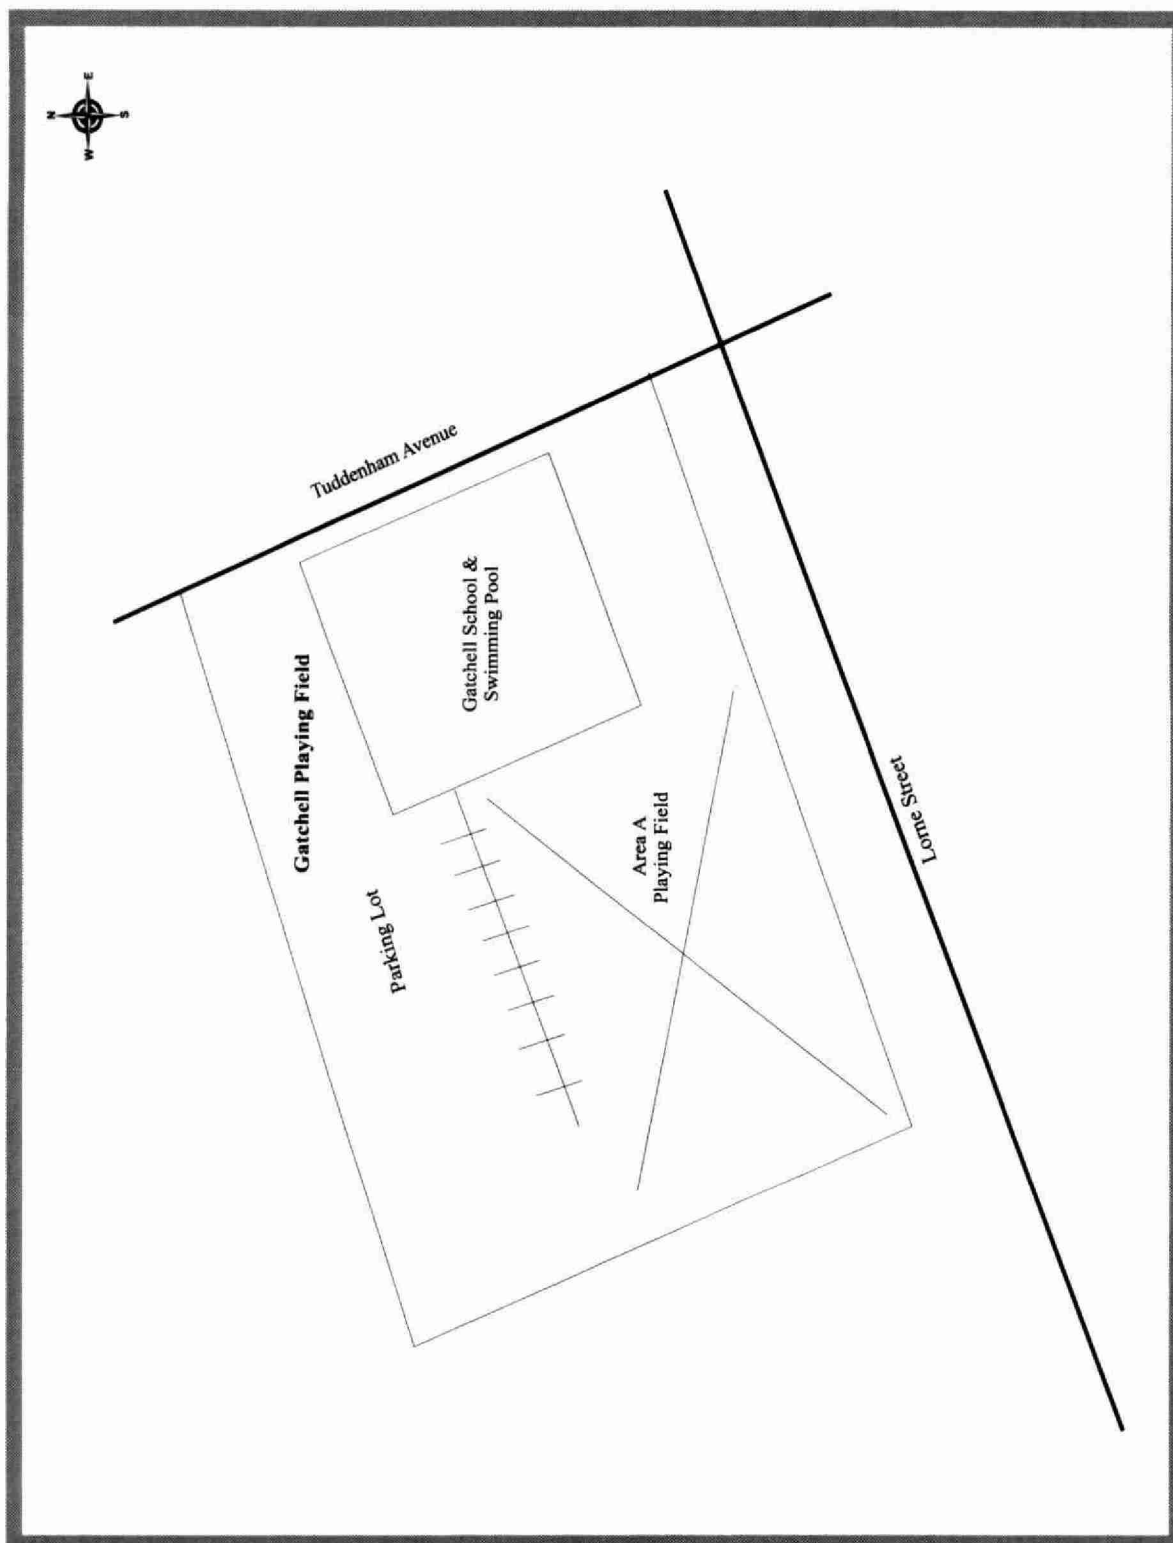 N
E
W
S
Tuddenham Avenue
Gatchell Playing Field
Gatchell School &
Swimming Pool
Parking Lot
Area A
Playing Field
Lorne Street